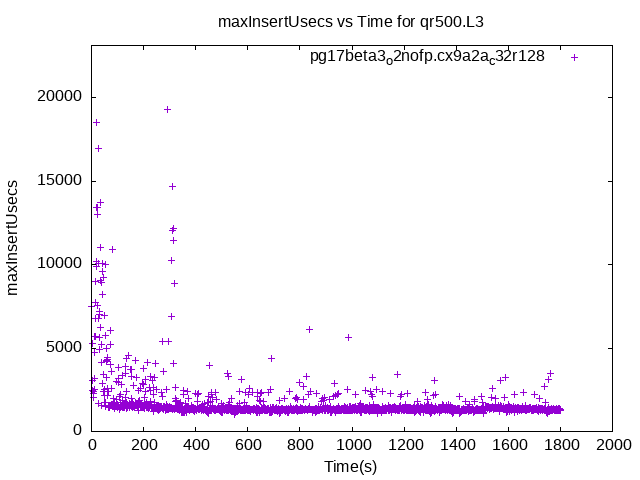 maxInsertUsecs vs Time for qr500.L3
pg17beta3o2nofp.cx9a2ac32r128
maxInsertUsecs
20000
15000
10000
5000
0
0 200 400 600 800 1000 1200 1400 1600 1800 2000
Time(s)